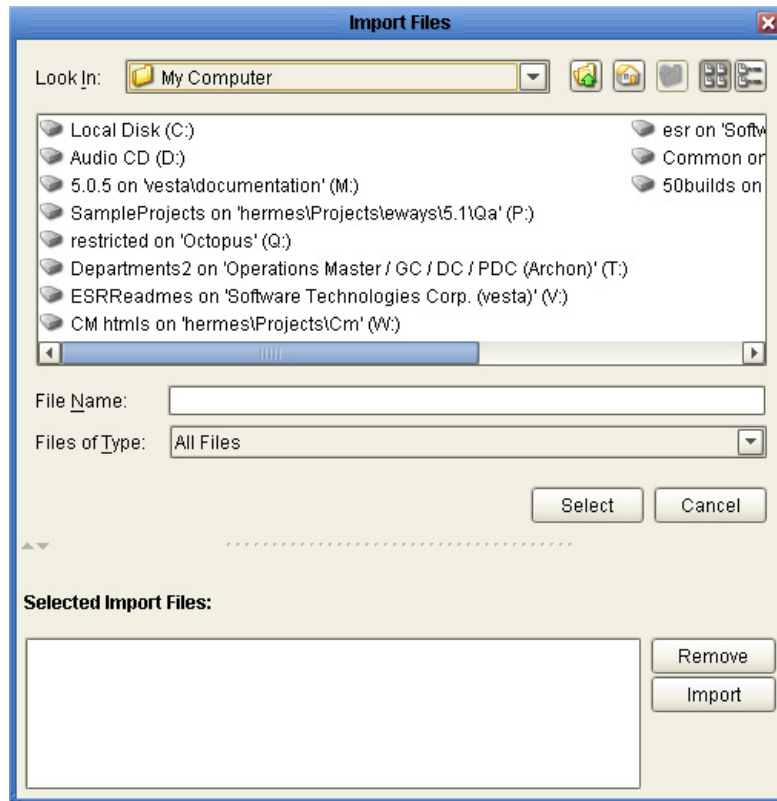 Import Files
Look In: My Computer
Local Disk (C:)
Audio CD (D:)
5.0.5 on 'vesta\documentation' (M:)
SampleProjects on 'hermes\Projects\eways\5.1\Qa' (P:)
restricted on 'Octopus' (Q:)
Departments2 on 'Operations Master / GC / DC / PDC (Archon)' (T:)
ESRReadmes on 'Software Technologies Corp. (vesta)' (V:)
CM htmls on 'hermes\Projects\Cm' (W:)
esr on 'Softw
Common on
50builds on
File Name:
Files of Type: All Files
Select Cancel
Selected Import Files:
Remove
Import